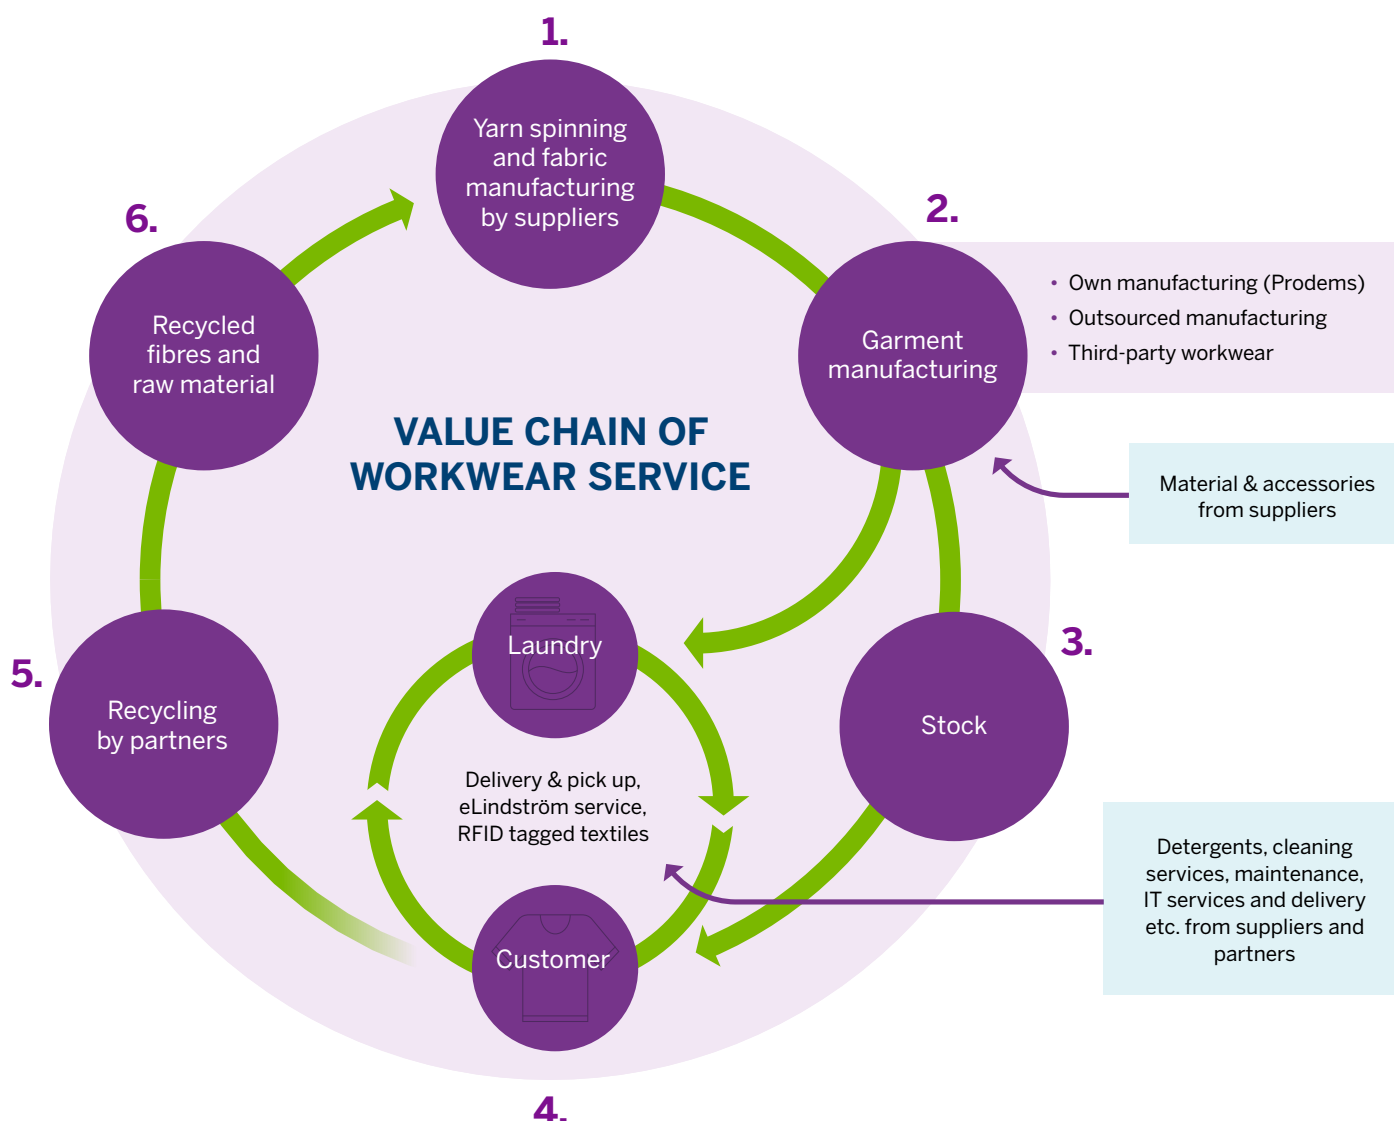 1.
Yarn spinning
and fabric
manufacturing
by suppliers
2.
Garment
manufacturing
• Own manufacturing (Prodems)
• Outsourced manufacturing
• Third-party workwear
Material & accessories
from suppliers
6.
Recycled
fibres and
raw material
VALUE CHAIN OF
WORKWEAR SERVICE
3.
Stock
Laundry
Delivery & pick up,
eLindström service,
RFID tagged textiles
Customer
Detergents, cleaning
services, maintenance,
IT services and delivery
etc. from suppliers and
partners
4.
5.
Recycling
by partners